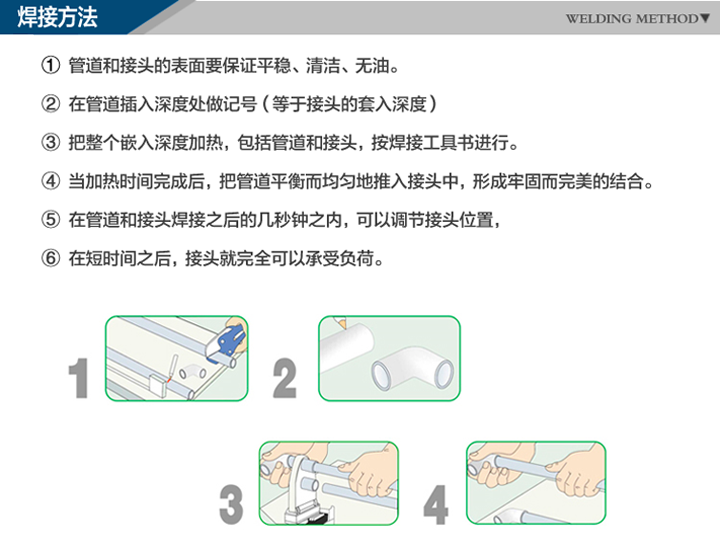 焊接方法
WELDING METHOD▼
① 管道和接头的表面要保证平稳、清洁、无油。
② 在管道插入深度处做记号（等于接头的套入深度）
③ 把整个嵌入深度加热，包括管道和接头，按焊接工具书进行。
④ 当加热时间完成后，把管道平衡而均匀地推入接头中，形成牢固而完美的结合。
⑤ 在管道和接头焊接之后的几秒钟之内，可以调节接头位置，
⑥ 在短时间之后，接头就完全可以承受负荷。
1
2
3
4